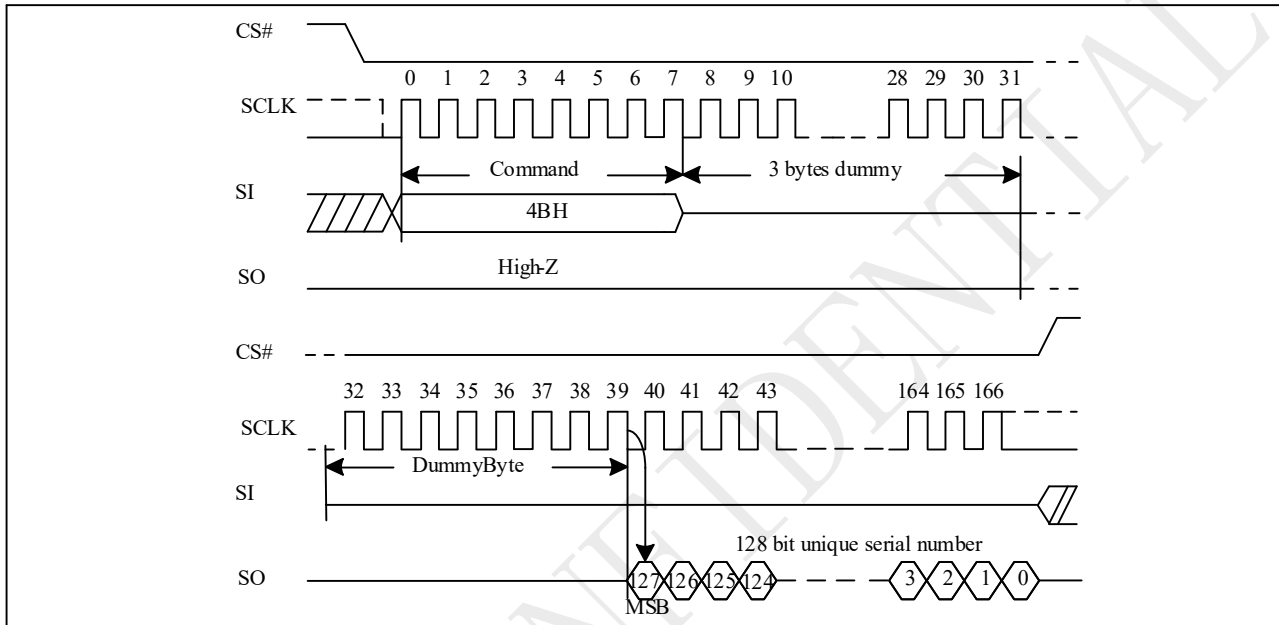 CS#
0 1 2 3 4 5 6 7 8 9 10 28 29 30 31
SCLK
Command 3 bytes dummy
SI
4BH
High-Z
SO
CS#
32 33 34 35 36 37 38 39 40 41 42 43 164 165 166
SCLK
DummyByte
SI
128 bit unique serial number
SO 127 126 125 124 3 2 1 0
MSB